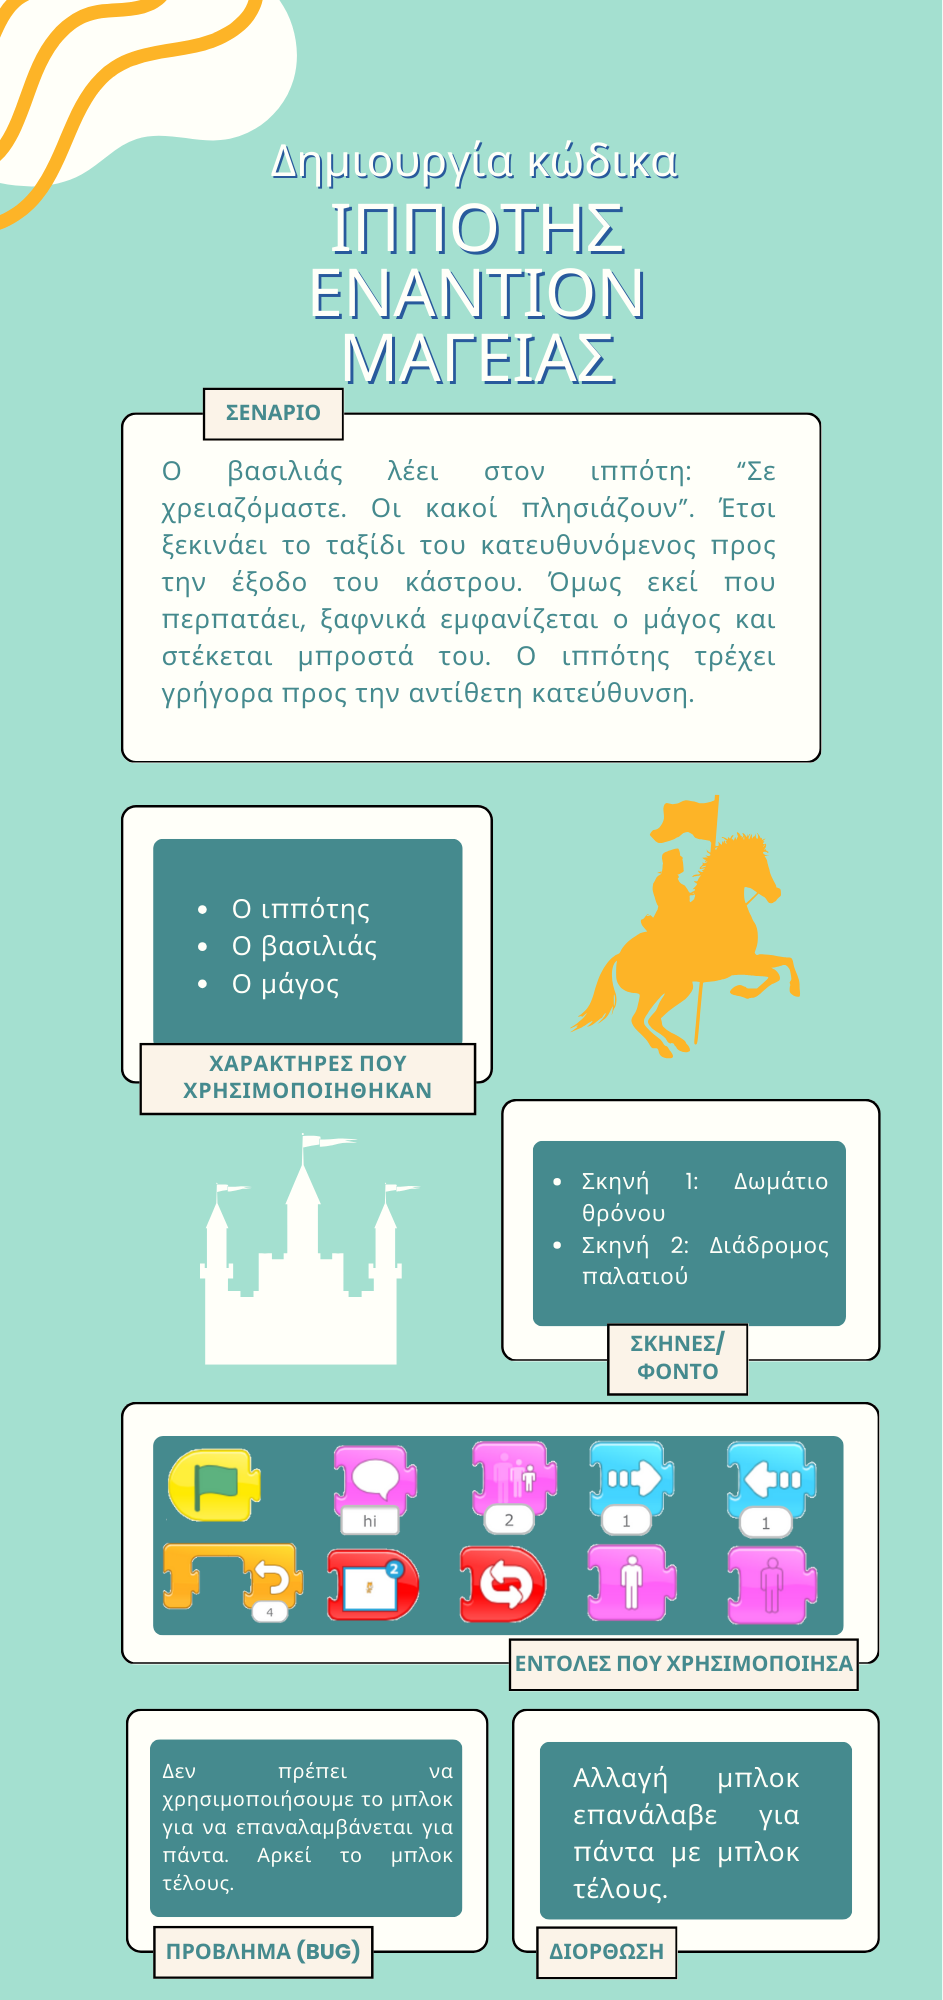 Δημιουργία κώδικα
ΙΠΠΟΤΗΣ
ΕΝΑΝΤΙΟΝ
ΜΑΓΕΙΑΣ
ΣΕΝΑΡΙΟ
Ο βασιλιάς λέει στον ιππότη: “Σε
χρειαζόμαστε. Οι κακοί πλησιάζουν”. Έτσι
ξεκινάει το ταξίδι του κατευθυνόμενος προς
την έξοδο του κάστρου. Όμως εκεί που
περπατάει, ξαφνικά εμφανίζεται ο μάγος και
στέκεται μπροστά του. Ο ιππότης τρέχει
γρήγορα προς την αντίθετη κατεύθυνση.
• Ο ιππότης
• Ο βασιλιάς
• Ο μάγος
ΧΑΡΑΚΤΗΡΕΣ ΠΟΥ
ΧΡΗΣΙΜΟΠΟΙΗΘΗΚΑΝ
• Σκηνή 1: Δωμάτιο
θρόνου
• Σκηνή 2: Διάδρομος
παλατιού
ΣΚΗΝΕΣ/
ΦΟΝΤΟ
hi 2 1 1
4 2
ΕΝΤΟΛΕΣ ΠΟΥ ΧΡΗΣΙΜΟΠΟΙΗΣΑ
Δεν πρέπει να
χρησιμοποιήσουμε το μπλοκ
για να επαναλαμβάνεται για
πάντα. Αρκεί το μπλοκ
τέλους.
ΠΡΟΒΛΗΜΑ (BUG)
Αλλαγή μπλοκ
επανάλαβε για
πάντα με μπλοκ
τέλους.
ΔΙΟΡΘΩΣΗ